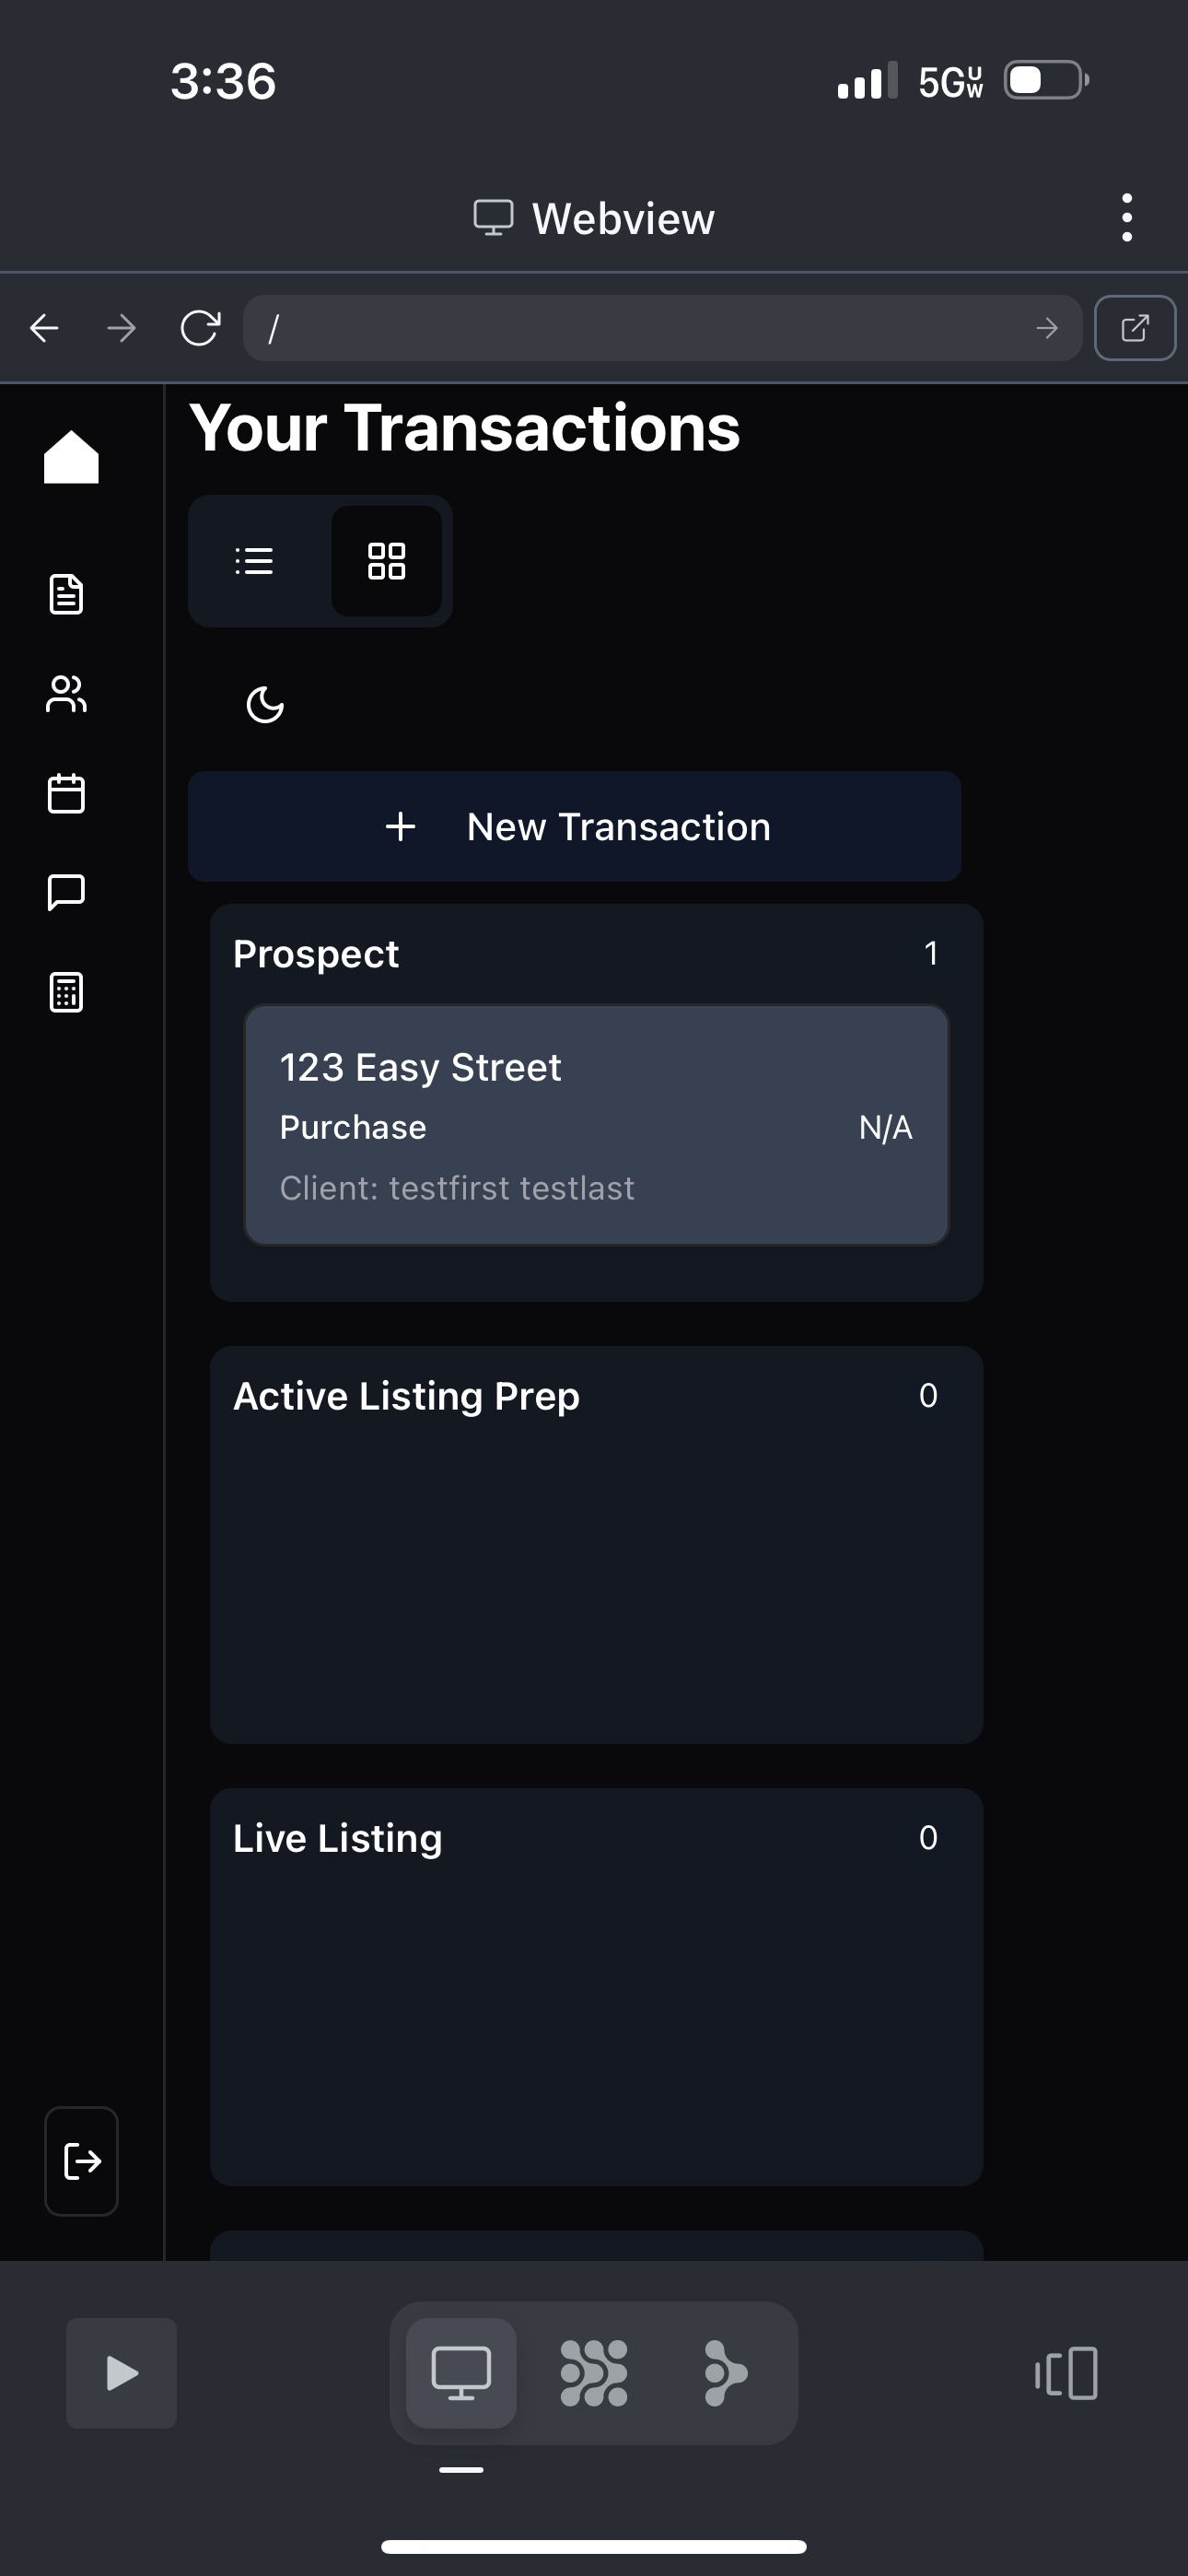 3:36
5G UW
Webview
/
Your Transactions
New Transaction
Prospect 1
123 Easy Street
Purchase N/A
Client: testfirst testlast
Active Listing Prep 0
Live Listing 0